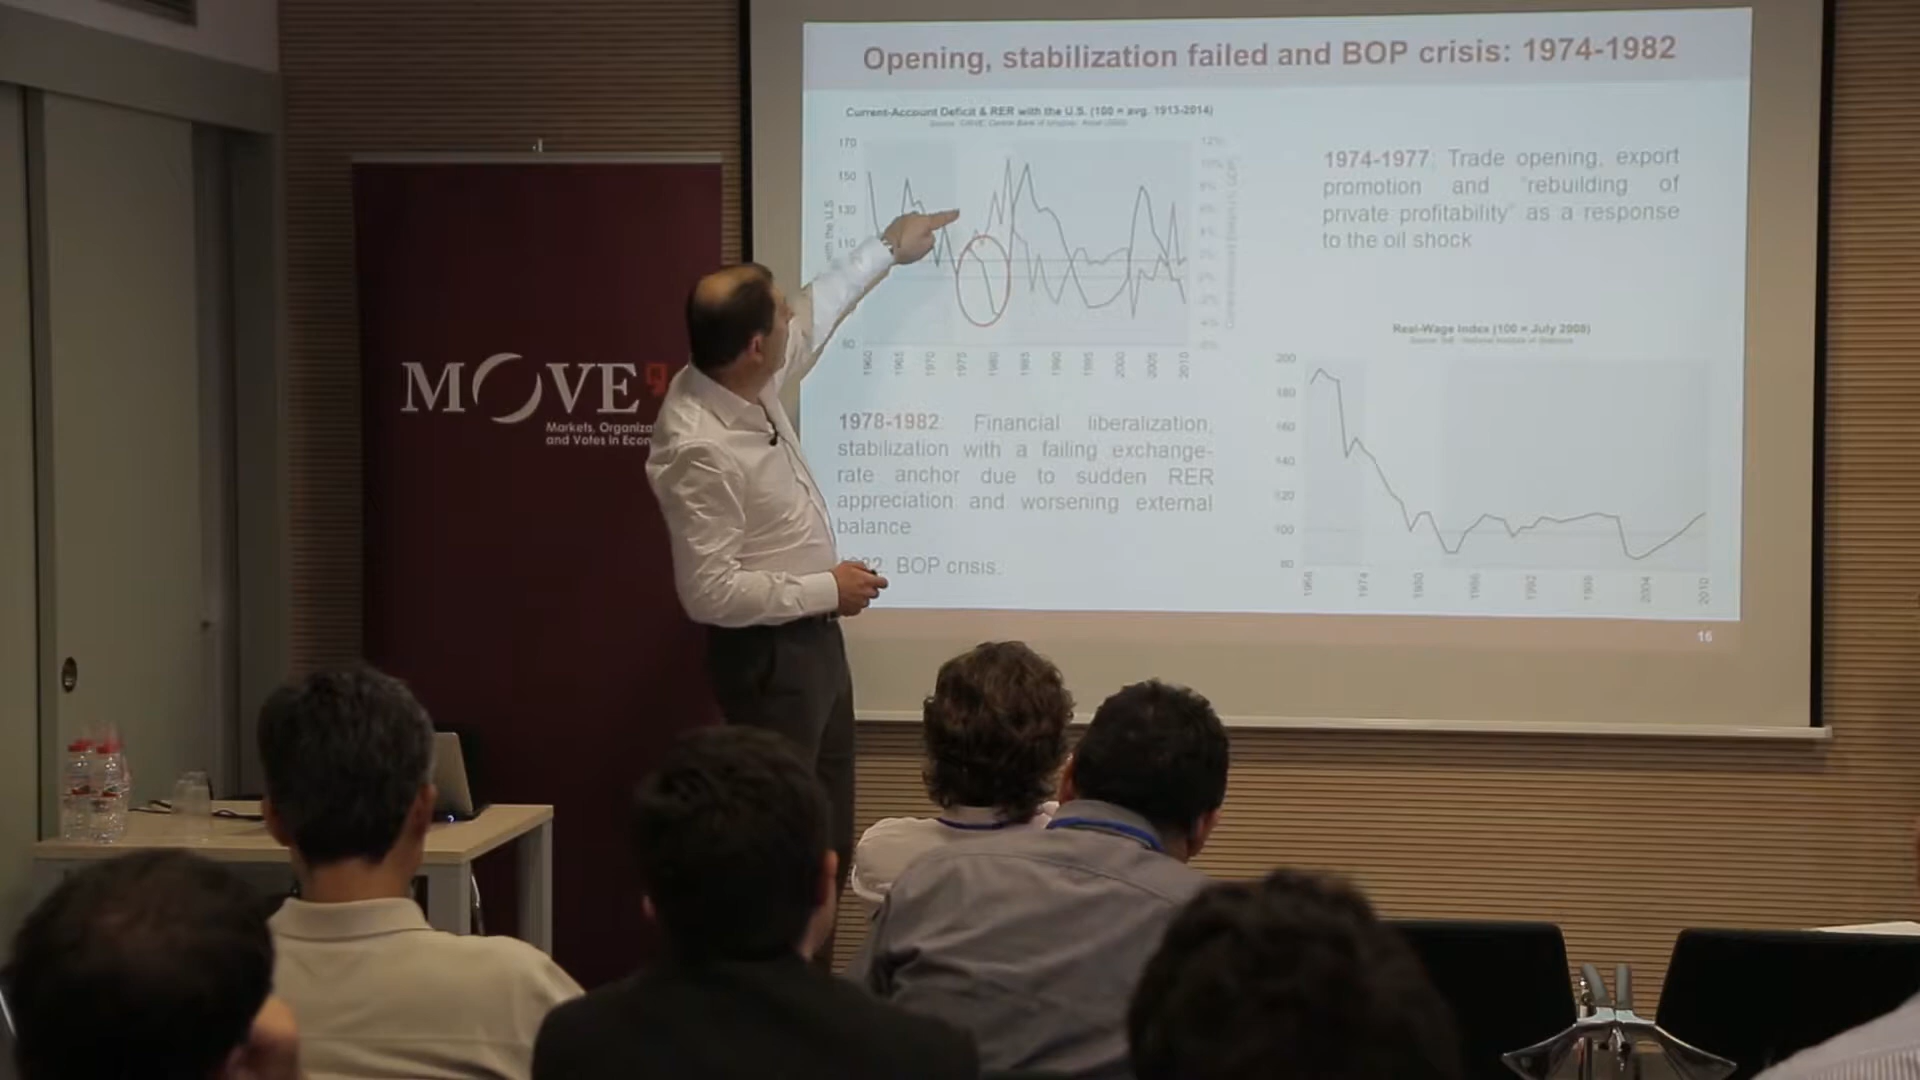 Opening, stabilization failed and BOP crisis: 1974-1982
Current-Account Deficit & RER with the U.S. (100 = avg. 1913-2014)
170
150
130
110
60
with the U.S
1960
1965
1970
1975
1980
1985
1990
1995
2000
2005
2010
1974-1977: Trade opening, export
promotion and "rebuilding of
private profitability" as a response
to the oil shock
1978-1982: Financial liberalization,
stabilization with a failing exchange-
rate anchor due to sudden RER
appreciation and worsening external
balance
BOP crisis.
Real-Wage Index (100 = July 2008)
200
180
160
140
120
100
80
1968
1974
1980
1986
1992
1998
2004
2010
16
MOVE
Markets, Organiza
and Votes in Econ